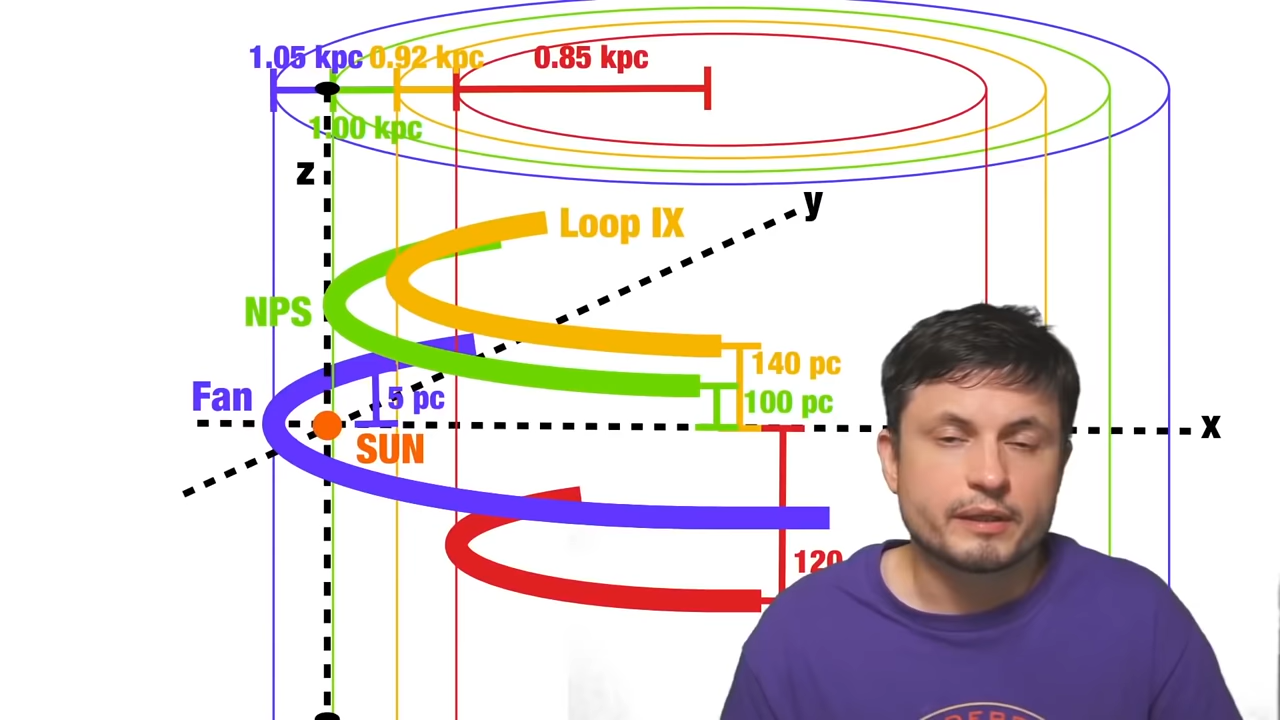 1.05 kpc
0.92 kpc
0.85 kpc
1.00 kpc
z
y
Loop IX
NPS
140 pc
Fan
5 pc
100 pc
x
SUN
120